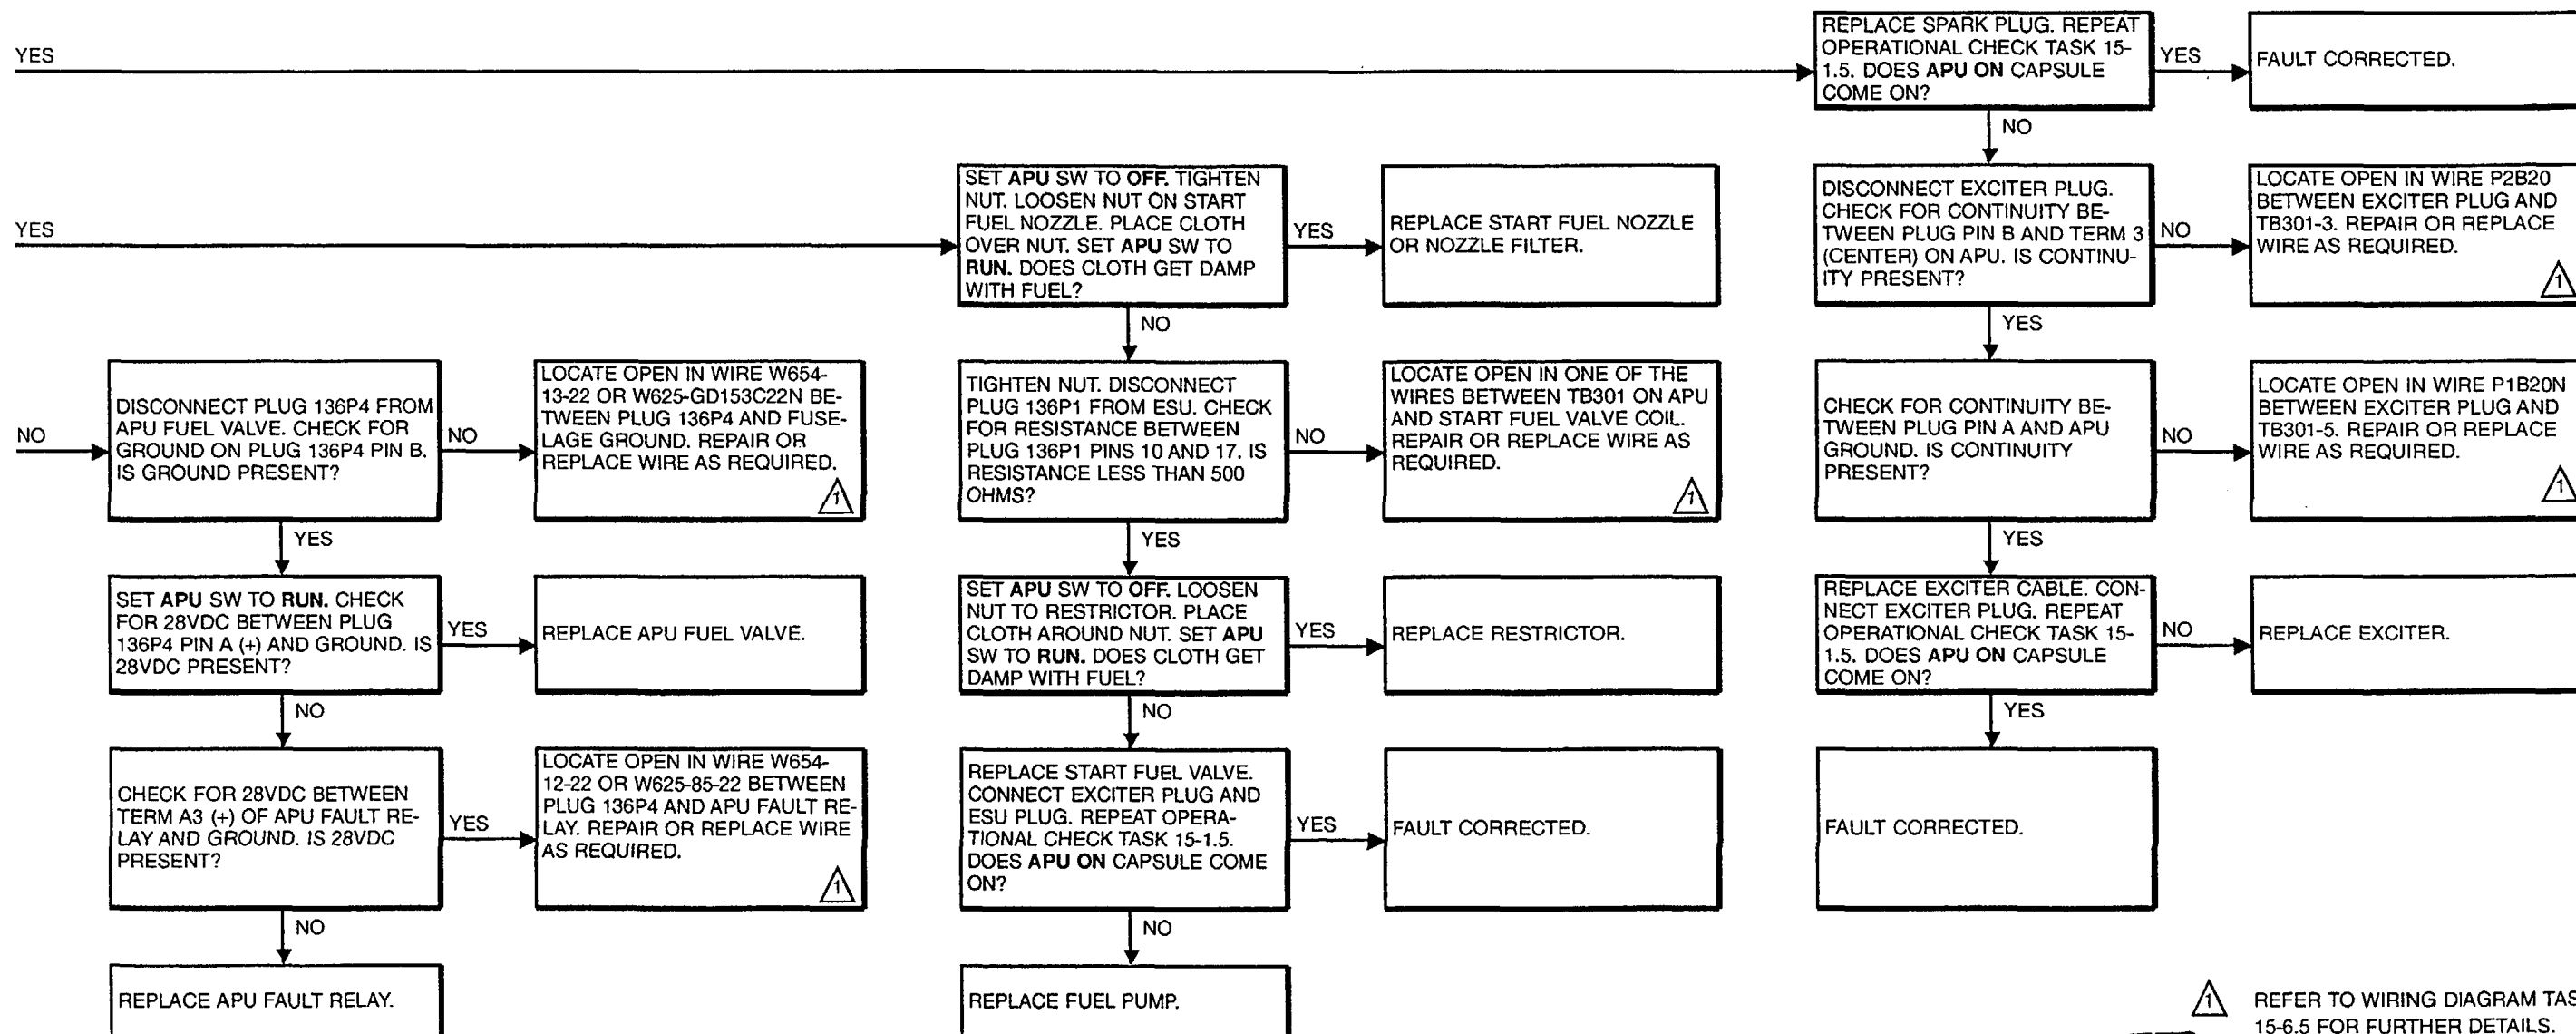 YES
REPLACE SPARK PLUG. REPEAT
OPERATIONAL CHECK TASK 15-
1.5. DOES APU ON CAPSULE
COME ON?
YES
FAULT CORRECTED.
NO
YES
SET APU SW TO OFF. TIGHTEN
NUT. LOOSEN NUT ON START
FUEL NOZZLE. PLACE CLOTH
OVER NUT. SET APU SW TO
RUN. DOES CLOTH GET DAMP
WITH FUEL?
YES
REPLACE START FUEL NOZZLE
OR NOZZLE FILTER.
NO
DISCONNECT EXCITER PLUG.
CHECK FOR CONTINUITY BE-
TWEEN PLUG PIN B AND TERM 3
(CENTER) ON APU. IS CONTINU-
ITY PRESENT?
NO
LOCATE OPEN IN WIRE P2B20
BETWEEN EXCITER PLUG AND
TB301-3. REPAIR OR REPLACE
WIRE AS REQUIRED.
1
YES
NO
DISCONNECT PLUG 136P4 FROM
APU FUEL VALVE. CHECK FOR
GROUND ON PLUG 136P4 PIN B.
IS GROUND PRESENT?
NO
LOCATE OPEN IN WIRE W654-
13-22 OR W625-GD153C22N BE-
TWEEN PLUG 136P4 AND FUSE-
LAGE GROUND. REPAIR OR
REPLACE WIRE AS REQUIRED.
1
YES
TIGHTEN NUT. DISCONNECT
PLUG 136P1 FROM ESU. CHECK
FOR RESISTANCE BETWEEN
PLUG 136P1 PINS 10 AND 17. IS
RESISTANCE LESS THAN 500
OHMS?
NO
LOCATE OPEN IN ONE OF THE
WIRES BETWEEN TB301 ON APU
AND START FUEL VALVE COIL.
REPAIR OR REPLACE WIRE AS
REQUIRED.
1
YES
CHECK FOR CONTINUITY BE-
TWEEN PLUG PIN A AND APU
GROUND. IS CONTINUITY
PRESENT?
NO
LOCATE OPEN IN WIRE P1B20N
BETWEEN EXCITER PLUG AND
TB301-5. REPAIR OR REPLACE
WIRE AS REQUIRED.
1
YES
SET APU SW TO RUN. CHECK
FOR 28VDC BETWEEN PLUG
136P4 PIN A (+) AND GROUND. IS
28VDC PRESENT?
YES
REPLACE APU FUEL VALVE.
NO
SET APU SW TO OFF. LOOSEN
NUT TO RESTRICTOR. PLACE
CLOTH AROUND NUT. SET APU
SW TO RUN. DOES CLOTH GET
DAMP WITH FUEL?
YES
REPLACE RESTRICTOR.
NO
REPLACE EXCITER CABLE. CON-
NECT EXCITER PLUG. REPEAT
OPERATIONAL CHECK TASK 15-
1.5. DOES APU ON CAPSULE
COME ON?
NO
REPLACE EXCITER.
YES
CHECK FOR 28VDC BETWEEN
TERM A3 (+) OF APU FAULT RE-
LAY AND GROUND. IS 28VDC
PRESENT?
YES
LOCATE OPEN IN WIRE W654-
12-22 OR W625-85-22 BETWEEN
PLUG 136P4 AND APU FAULT RE-
LAY. REPAIR OR REPLACE WIRE
AS REQUIRED.
1
NO
REPLACE START FUEL VALVE.
CONNECT EXCITER PLUG AND
ESU PLUG. REPEAT OPERA-
TIONAL CHECK TASK 15-1.5.
DOES APU ON CAPSULE COME
ON?
YES
FAULT CORRECTED.
NO
FAULT CORRECTED.
REPLACE APU FAULT RELAY.
REPLACE FUEL PUMP.
1
REFER TO WIRING DIAGRAM TAS
15-6.5 FOR FURTHER DETAILS.